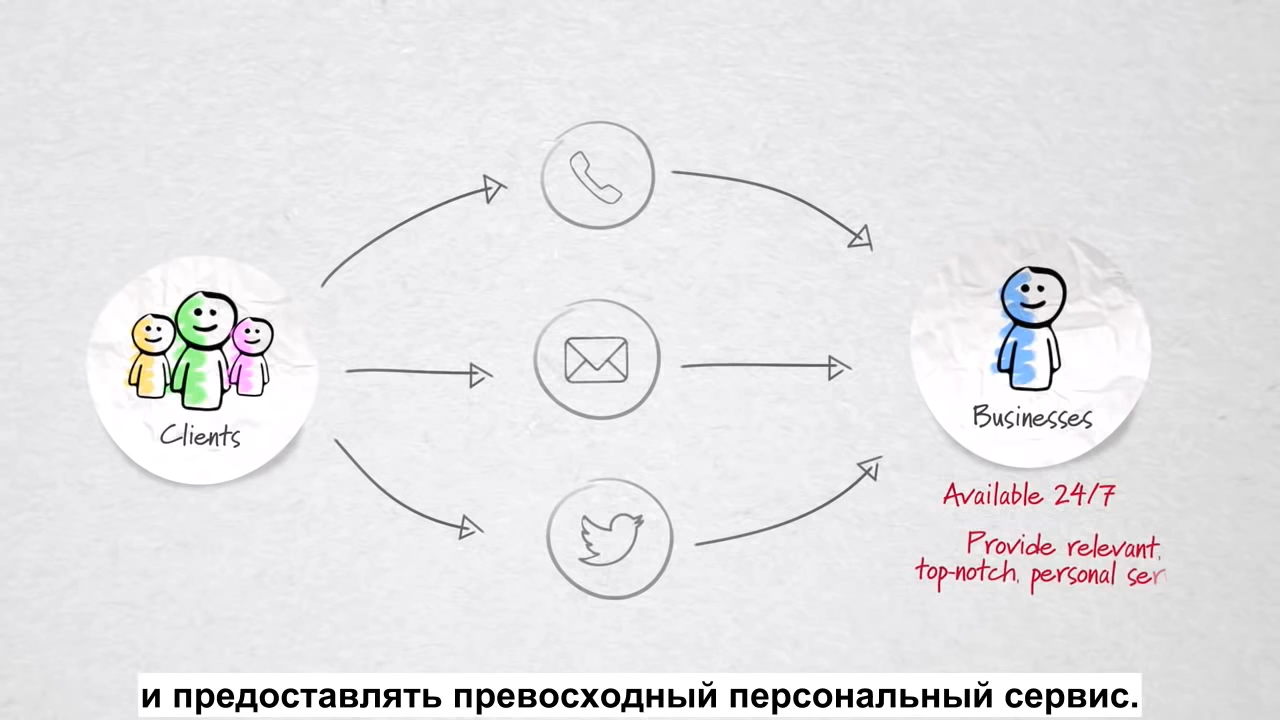 Clients
Businesses
Available 24/7
Provide relevant,
top-notch, personal ser
и предоставлять превосходный персональный сервис.